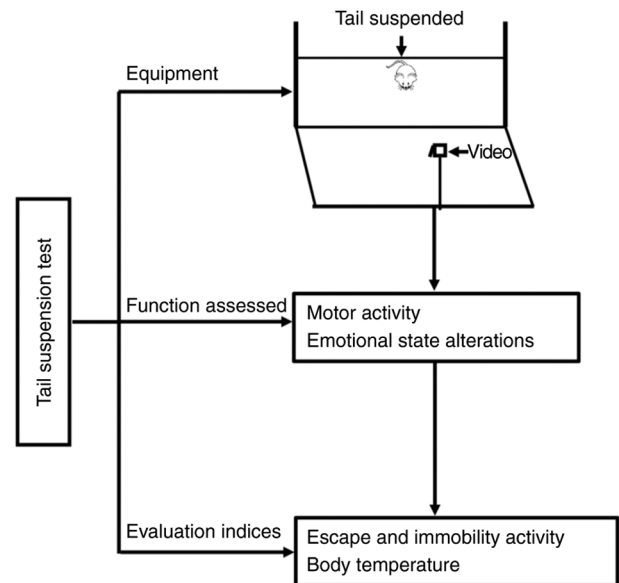 Tail suspended
Equipment
Video
Tail suspension test
Function assessed
Motor activity
Emotional state alterations
Evaluation indices
Escape and immobility activity
Body temperature